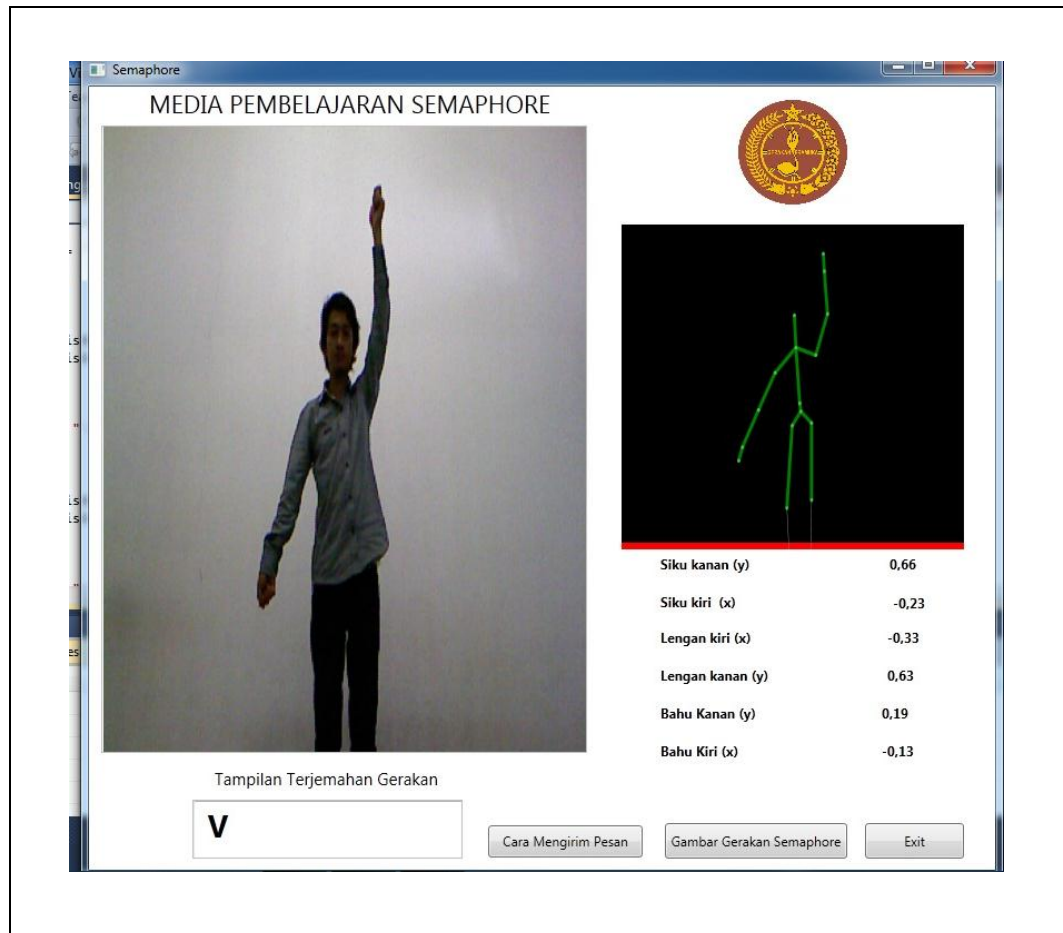 Semaphore
MEDIA PEMBELAJARAN SEMAPHORE
GERAKAN PRAMUKA
Siku kanan (y) 0,66
Siku kiri (x) -0,23
Lengan kiri (x) -0,33
Lengan kanan (y) 0,63
Bahu Kanan (y) 0,19
Bahu Kiri (x) -0,13
Tampilan Terjemahan Gerakan
V
Cara Mengirim Pesan
Gambar Gerakan Semaphore
Exit